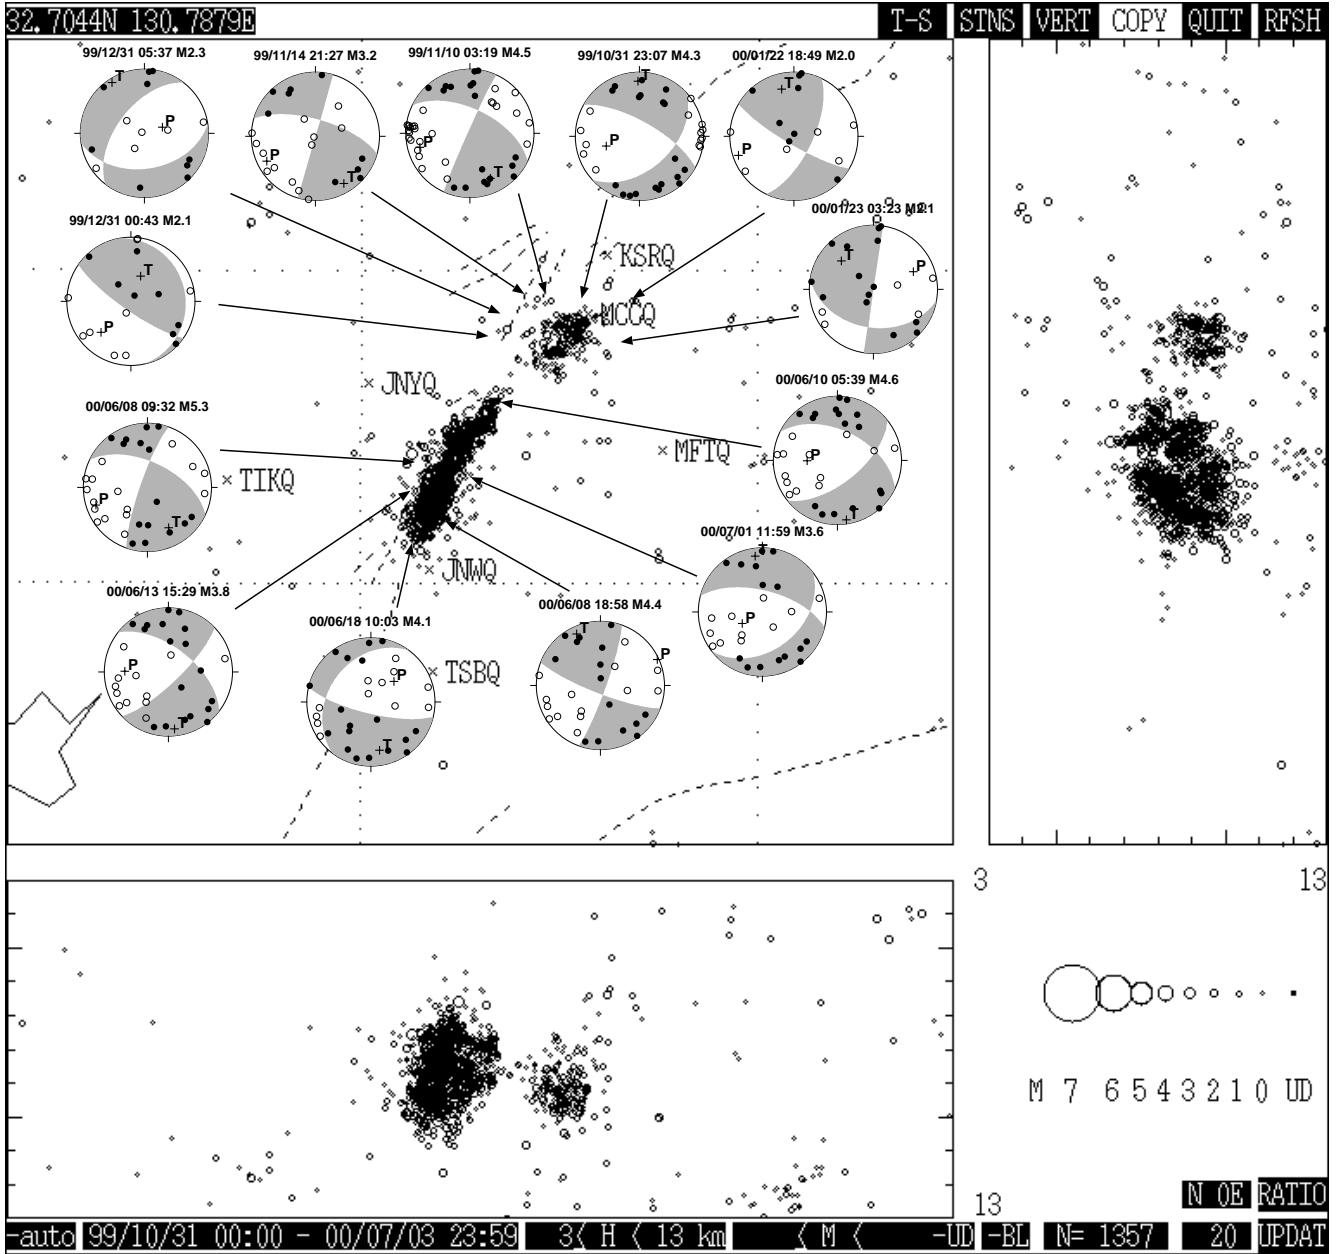 32.7044N 130.7879E
T-S STNS VERT COPY QUIT RFSH
99/12/31 05:37 M2.3
99/11/14 21:27 M3.2
99/11/10 03:19 M4.5
99/10/31 23:07 M4.3
00/01/22 18:49 M2.0
T
P
P
T
P
T
T
P
T
P
99/12/31 00:43 M2.1
00/01/23 03:23 M2.1
T
P
T
P
KSRQ
MCCQ
JNYQ
00/06/08 09:32 M5.3
00/06/10 05:39 M4.6
MFTQ
TIKQ
P
T
P
T
00/07/01 11:59 M3.6
T
P
JNWQ
00/06/13 15:29 M3.8
00/06/18 10:03 M4.1
00/06/08 18:58 M4.4
P
T
P
T
T
P
TSBQ
3 13
M 7 6 5 4 3 2 1 0 UD
13
N 0E RATIO
-auto 99/10/31 00:00 - 00/07/03 23:59 3< H < 13 km < M < -UD -BL N= 1357 20 UPDAT